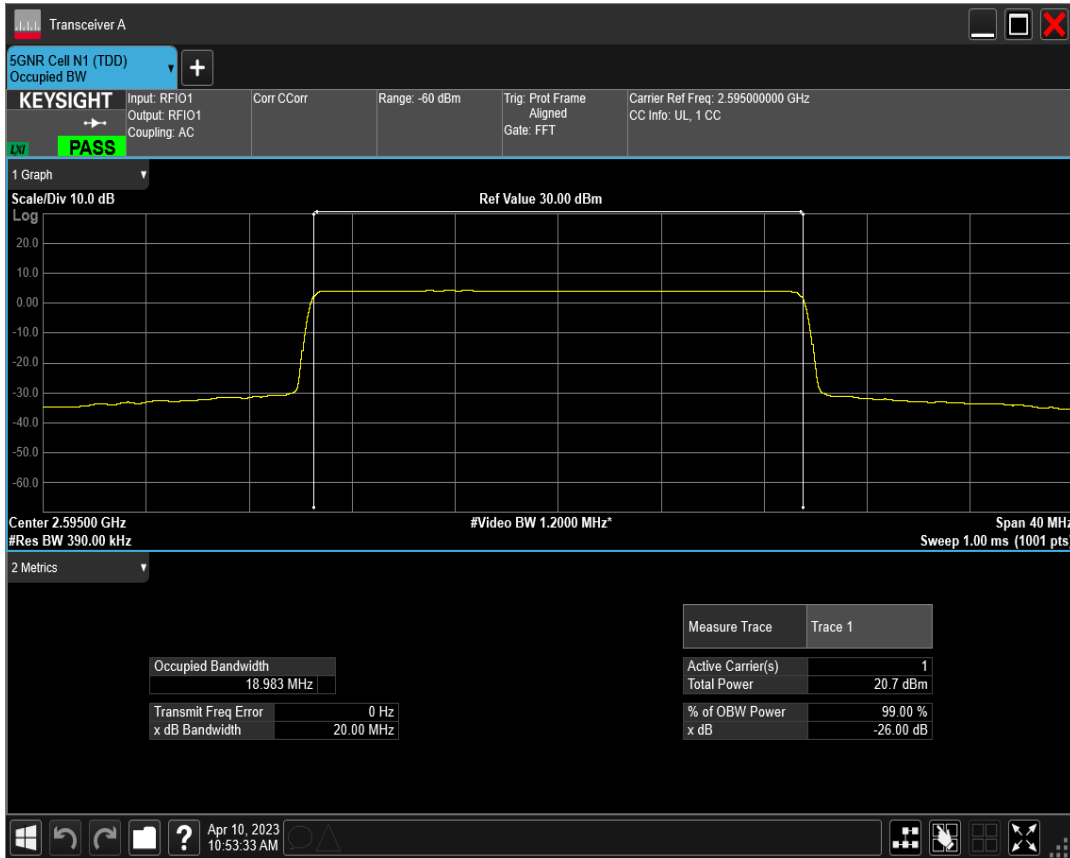 Transceiver A
5GNR Cell N1 (TDD)
Occupied BW
+
KEYSIGHT
LXI
PASS
Input: RFIO1
Output: RFIO1
Coupling: AC
Corr CCorr
Range: -60 dBm
Trig: Prot Frame
Aligned
Gate: FFT
Carrier Ref Freq: 2.595000000 GHz
CC Info: UL, 1 CC
1 Graph
Scale/Div 10.0 dB
Ref Value 30.00 dBm
Log
20.0
10.0
0.00
-10.0
-20.0
-30.0
-40.0
-50.0
-60.0
Center 2.59500 GHz
#Video BW 1.2000 MHz*
Span 40 MHz
#Res BW 390.00 kHz
Sweep 1.00 ms (1001 pts)
2 Metrics
Measure Trace Trace 1
Occupied Bandwidth
18.983 MHz
Active Carrier(s) 1
Total Power 20.7 dBm
Transmit Freq Error 0 Hz
x dB Bandwidth 20.00 MHz
% of OBW Power 99.00 %
x dB -26.00 dB
?
Apr 10, 2023
10:53:33 AM